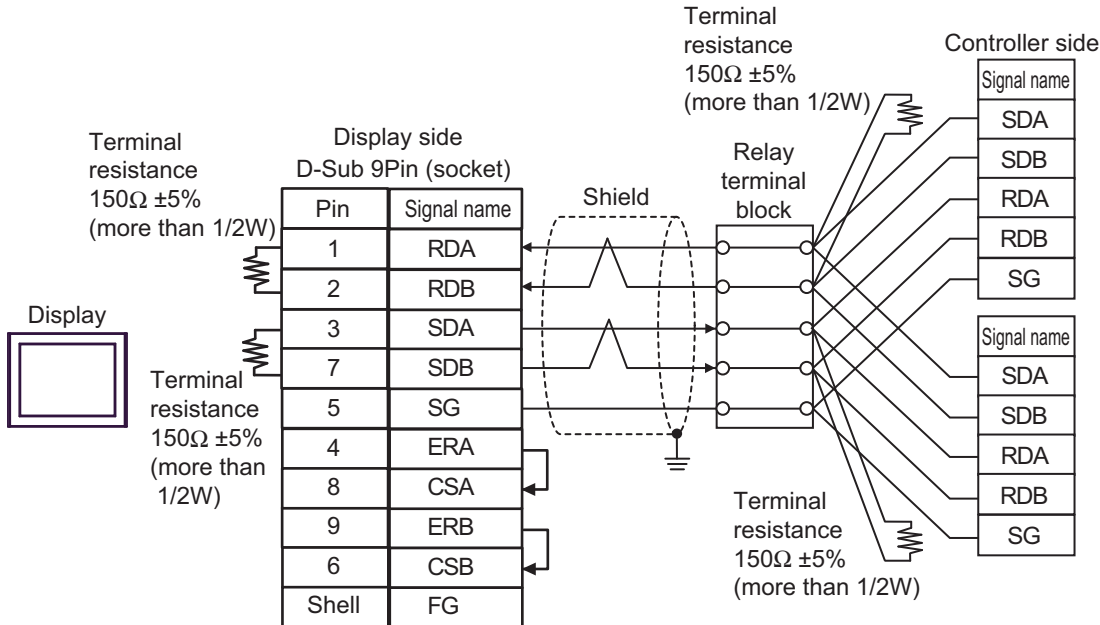 Terminal
resistance
150Ω ±5%
(more than 1/2W)
Controller side
Signal name
SDA
SDB
RDA
RDB
SG
Terminal
resistance
150Ω ±5%
(more than 1/2W)
Display side
D-Sub 9Pin (socket)
Pin Signal name
1 RDA
2 RDB
3 SDA
7 SDB
5 SG
4 ERA
8 CSA
9 ERB
6 CSB
Shell FG
Shield
Relay
terminal
block
Display
Terminal
resistance
150Ω ±5%
(more than
1/2W)
Signal name
SDA
SDB
RDA
RDB
SG
Terminal
resistance
150Ω ±5%
(more than 1/2W)